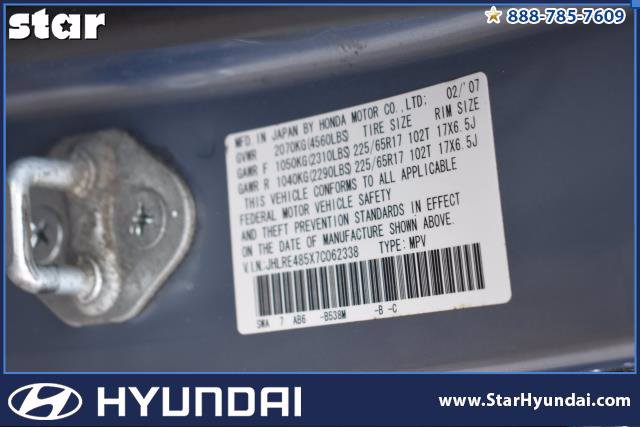 star
888-785-7609
MFD. IN JAPAN BY HONDA MOTOR CO.,LTD: 02/'07
GVWR 2070KG(4560LBS) TIRE SIZE RIM SIZE
GAWR F 1050KG(2310LBS) 225/65R17 102T 17X6.5J
GAWR R 1040KG(2290LBS) 225/65R17 102T 17X6.5J
THIS VEHICLE CONFORMS TO ALL APPLICABLE
FEDERAL MOTOR VEHICLE SAFETY
AND THEFT PREVENTION STANDARDS IN EFFECT
ON THE DATE OF MANUFACTURE SHOWN ABOVE.
V.I.N.:JHLRE485X7C062338 TYPE: MPV
SWA 7 AB6 -B538M -B -C
HYUNDAI
www.StarHyundai.com